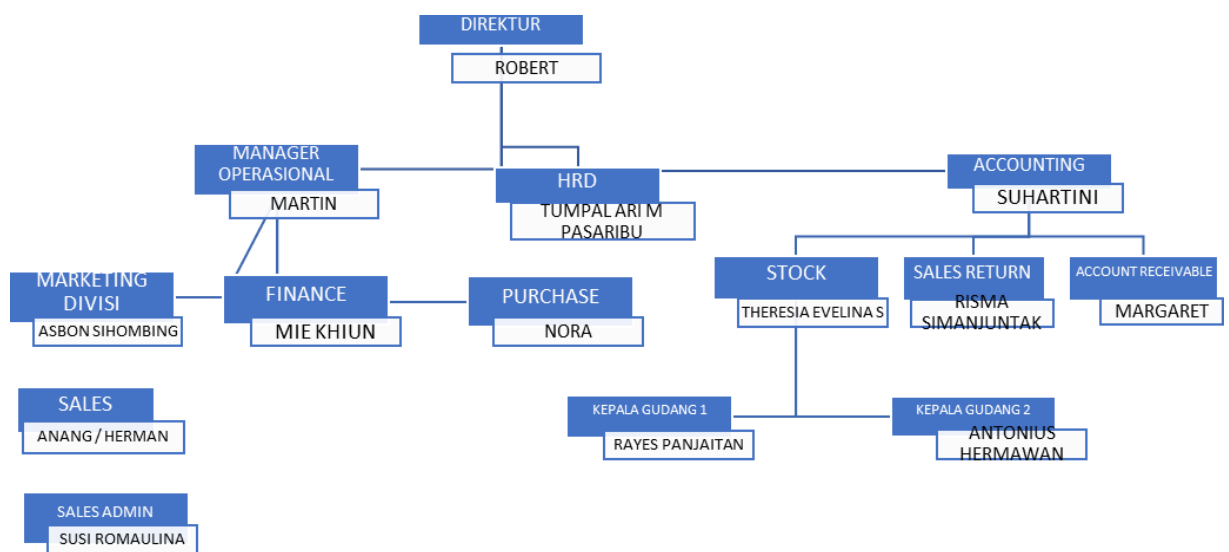 DIREKTUR
ROBERT
MANAGER
OPERASIONAL
MARTIN
HRD
TUMPAL ARI M
PASARIBU
ACCOUNTING
SUHARTINI
MARKETING
DIVISI
ASBON SIHOMBING
FINANCE
MIE KHIUN
PURCHASE
NORA
STOCK
THERESIA EVELINA S
SALES RETURN
RISMA
SIMANJUNTAK
ACCOUNT RECEIVABLE
MARGARET
SALES
ANANG / HERMAN
KEPALA GUDANG 1
RAYES PANJAITAN
KEPALA GUDANG 2
ANTONIUS
HERMAWAN
SALES ADMIN
SUSI ROMAULINA